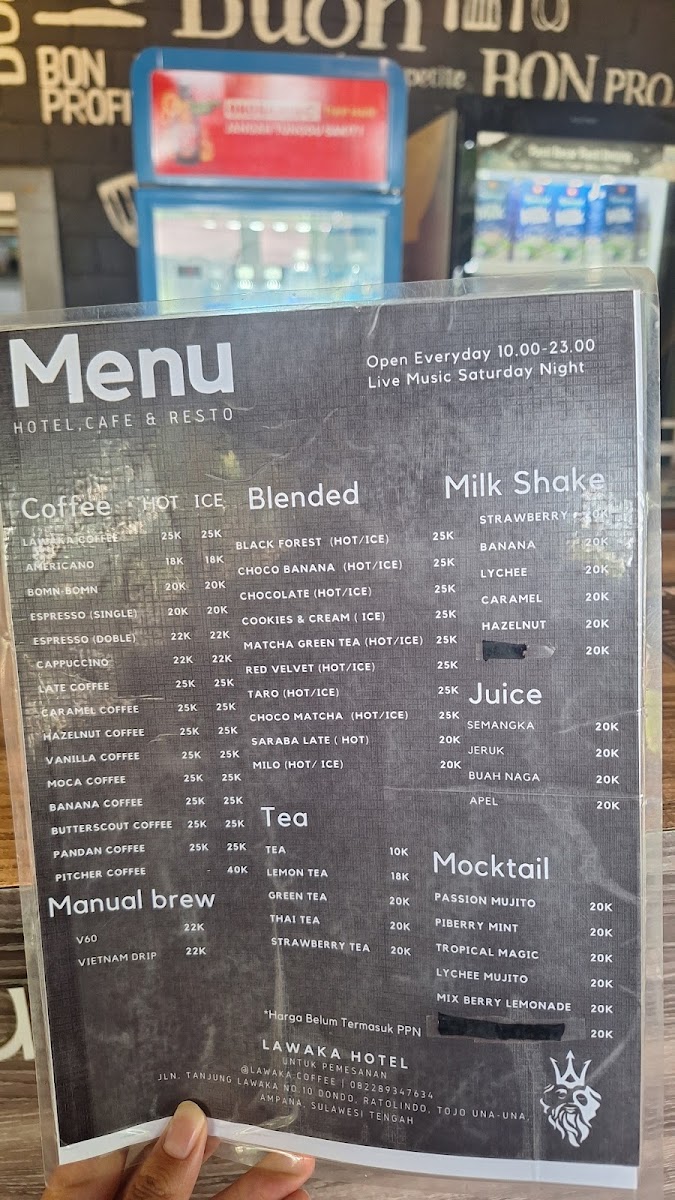 Buon
BON
PROFI
petite
BON PRO
Menu
HOTEL,CAFE & RESTO
Open Everyday 10.00-23.00
Live Music Saturday Night
Coffee HOT ICE
LAWAKA COFFEE 25K 25K
AMERICANO 18K 18K
BOMN-BOMN 20K 20K
ESPRESSO (SINGLE) 20K 20K
ESPRESSO (DOBLE) 22K 22K
CAPPUCCINO 22K 22K
LATE COFFEE 25K 25K
CARAMEL COFFEE 25K 25K
HAZELNUT COFFEE 25K 25K
VANILLA COFFEE 25K 25K
MOCA COFFEE 25K 25K
BANANA COFFEE 25K 25K
BUTTERSCOUT COFFEE 25K 25K
PANDAN COFFEE 25K 25K
PITCHER COFFEE - 40K
Manual brew
V60 22K
VIETNAM DRIP 22K
Blended
BLACK FOREST (HOT/ICE) 25K
CHOCO BANANA (HOT/ICE) 25K
CHOCOLATE (HOT/ICE) 25K
COOKIES & CREAM ( ICE) 25K
MATCHA GREEN TEA (HOT/ICE) 25K
RED VELVET (HOT/ICE) 25K
TARO (HOT/ICE) 25K
CHOCO MATCHA (HOT/ICE) 25K
SARABA LATE ( HOT) 20K
MILO (HOT/ ICE) 20K
Tea
TEA 10K
LEMON TEA 18K
GREEN TEA 20K
THAI TEA 20K
STRAWBERRY TEA 20K
Milk Shake
STRAWBERRY
BANANA 20K
LYCHEE 20K
CARAMEL 20K
HAZELNUT 20K
20K
Juice
SEMANGKA 20K
JERUK 20K
BUAH NAGA 20K
APEL 20K
Mocktail
PASSION MUJITO 20K
PIBERRY MINT 20K
TROPICAL MAGIC 20K
LYCHEE MUJITO 20K
MIX BERRY LEMONADE 20K
20K
*Harga Belum Termasuk PPN
LAWAKA HOTEL
UNTUK PEMESANAN
@LAWAKA.COFFEE | 082289347634
JLN. TANJUNG LAWAKA NO.10 DONDO, RATOLINDO, TOJO UNA-UNA,
AMPANA, SULAWESI TENGAH